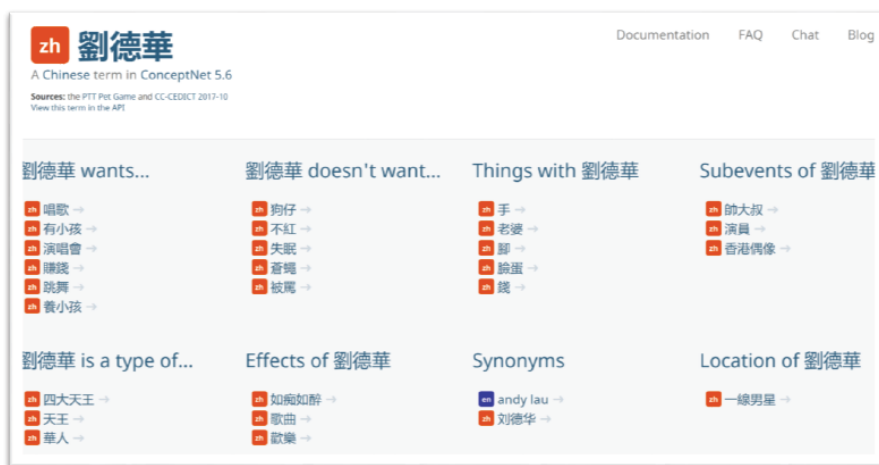 zh 劉德華
Documentation FAQ Chat Blog
A Chinese term in ConceptNet 5.6
Sources: the PTT Pet Game and CC-CEDICT 2017-10
View this term in the API
劉德華 wants...
zh 唱歌 →
zh 有小孩 →
zh 演唱會 →
zh 賺錢 →
zh 跳舞 →
zh 養小孩 →
劉德華 doesn't want...
zh 狗仔 →
zh 不紅 →
zh 失眠 →
zh 蒼蠅 →
zh 被罵 →
Things with 劉德華
zh 手 →
zh 老婆 →
zh 腳 →
zh 臉蛋 →
zh 錢 →
Subevents of 劉德華
zh 帥大叔 →
zh 演員 →
zh 香港偶像 →
劉德華 is a type of...
zh 四大天王 →
zh 天王 →
zh 華人 →
Effects of 劉德華
zh 如痴如醉 →
zh 歌曲 →
zh 歡樂 →
Synonyms
en andy lau →
zh 刘德华 →
Location of 劉德華
zh 一線男星 →